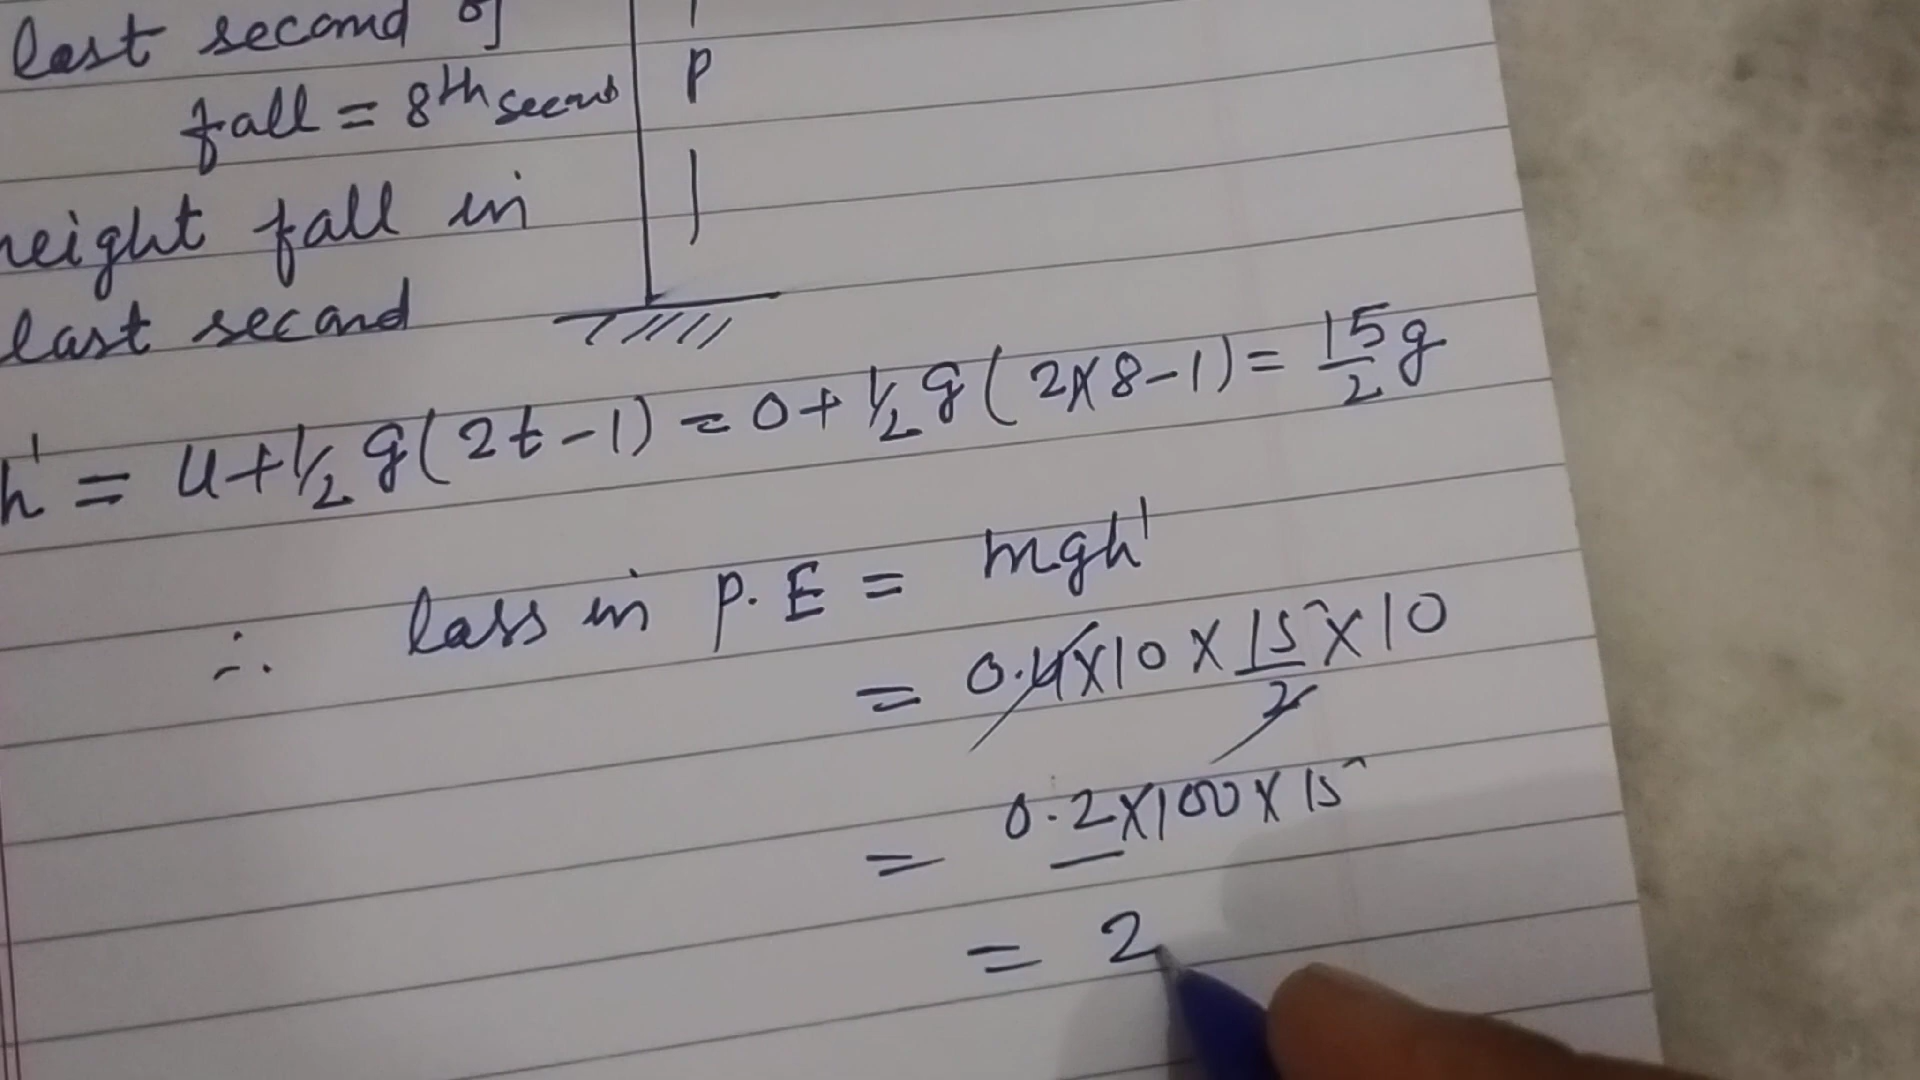 last second of
P
fall = 8th second
height fall in
last second
h' = u+1/2 g(2t-1) = 0+1/2 g(2×8-1) = 15/2 g
∴ loss in P.E = mgh'
= 0.4×10×15/2×10
= 0.2×100×15
= 2